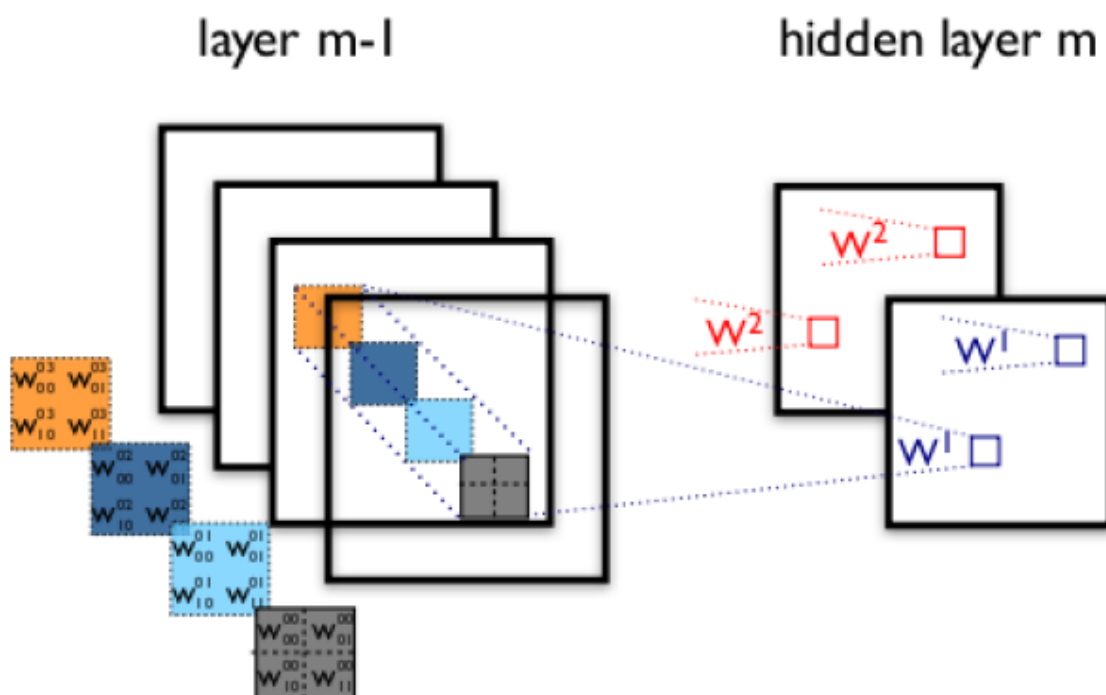 layer m-1
hidden layer m
W²
W²
W¹
W¹
W⁰³₀₀ W⁰³₀₁
W⁰³₁₀ W⁰³₁₁
W⁰²₀₀ W⁰²₀₁
W⁰²₁₀ W⁰²
W⁰¹₀₀ W⁰¹₀₁
W⁰¹₁₀ W⁰¹₁₁
W⁰⁰₀₀ W⁰⁰₀₁
W⁰⁰₁₀ W⁰⁰₁₁